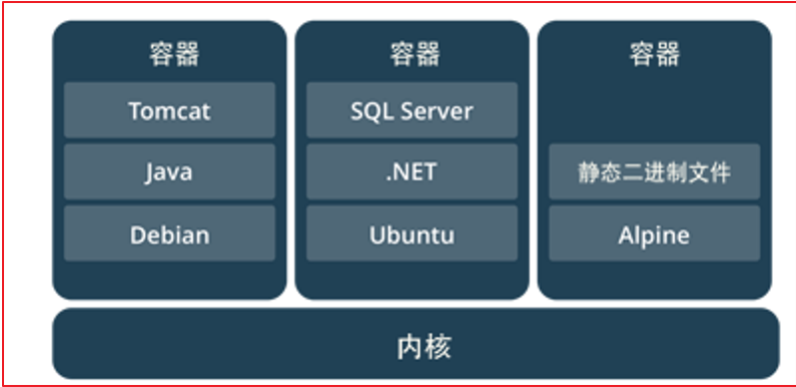 容器
Tomcat
Java
Debian
容器
SQL Server
.NET
Ubuntu
容器
静态二进制文件
Alpine
内核